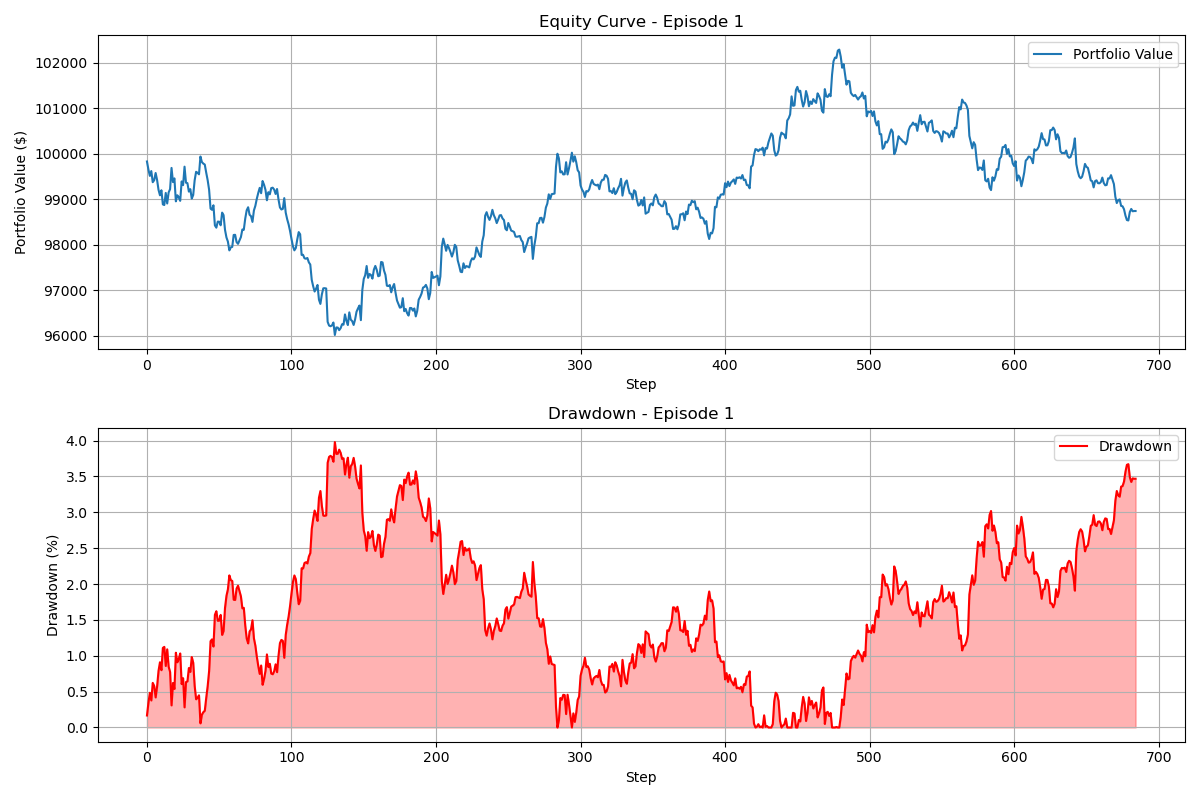 Equity Curve - Episode 1
Portfolio Value ($)
102000
101000
100000
99000
98000
97000
96000
Portfolio Value
0 100 200 300 400 500 600 700
Step
Drawdown - Episode 1
Drawdown (%)
4.0
3.5
3.0
2.5
2.0
1.5
1.0
0.5
0.0
Drawdown
0 100 200 300 400 500 600 700
Step